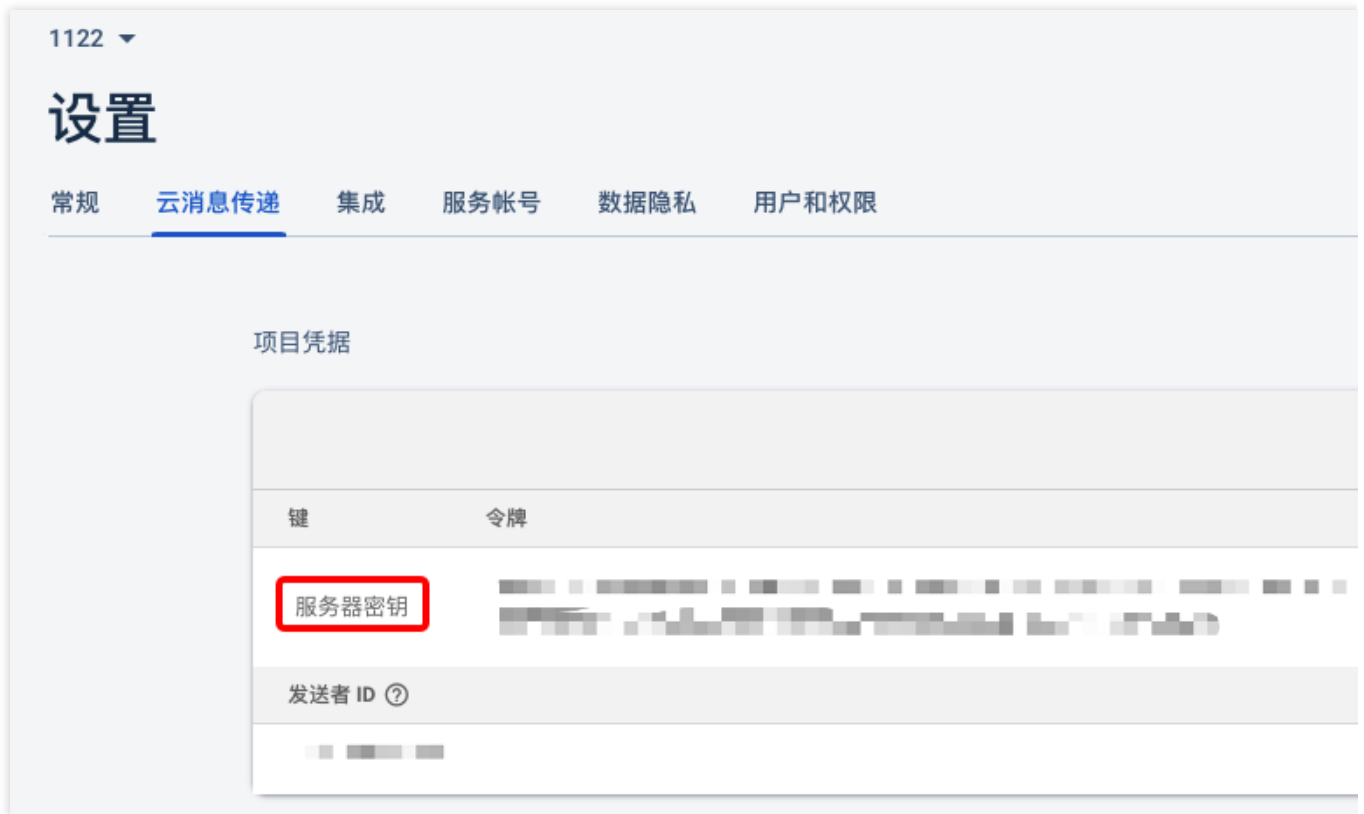 1122
设置
常规 云消息传递 集成 服务帐号 数据隐私 用户和权限
项目凭据
键 令牌
服务器密钥
发送者 ID ?